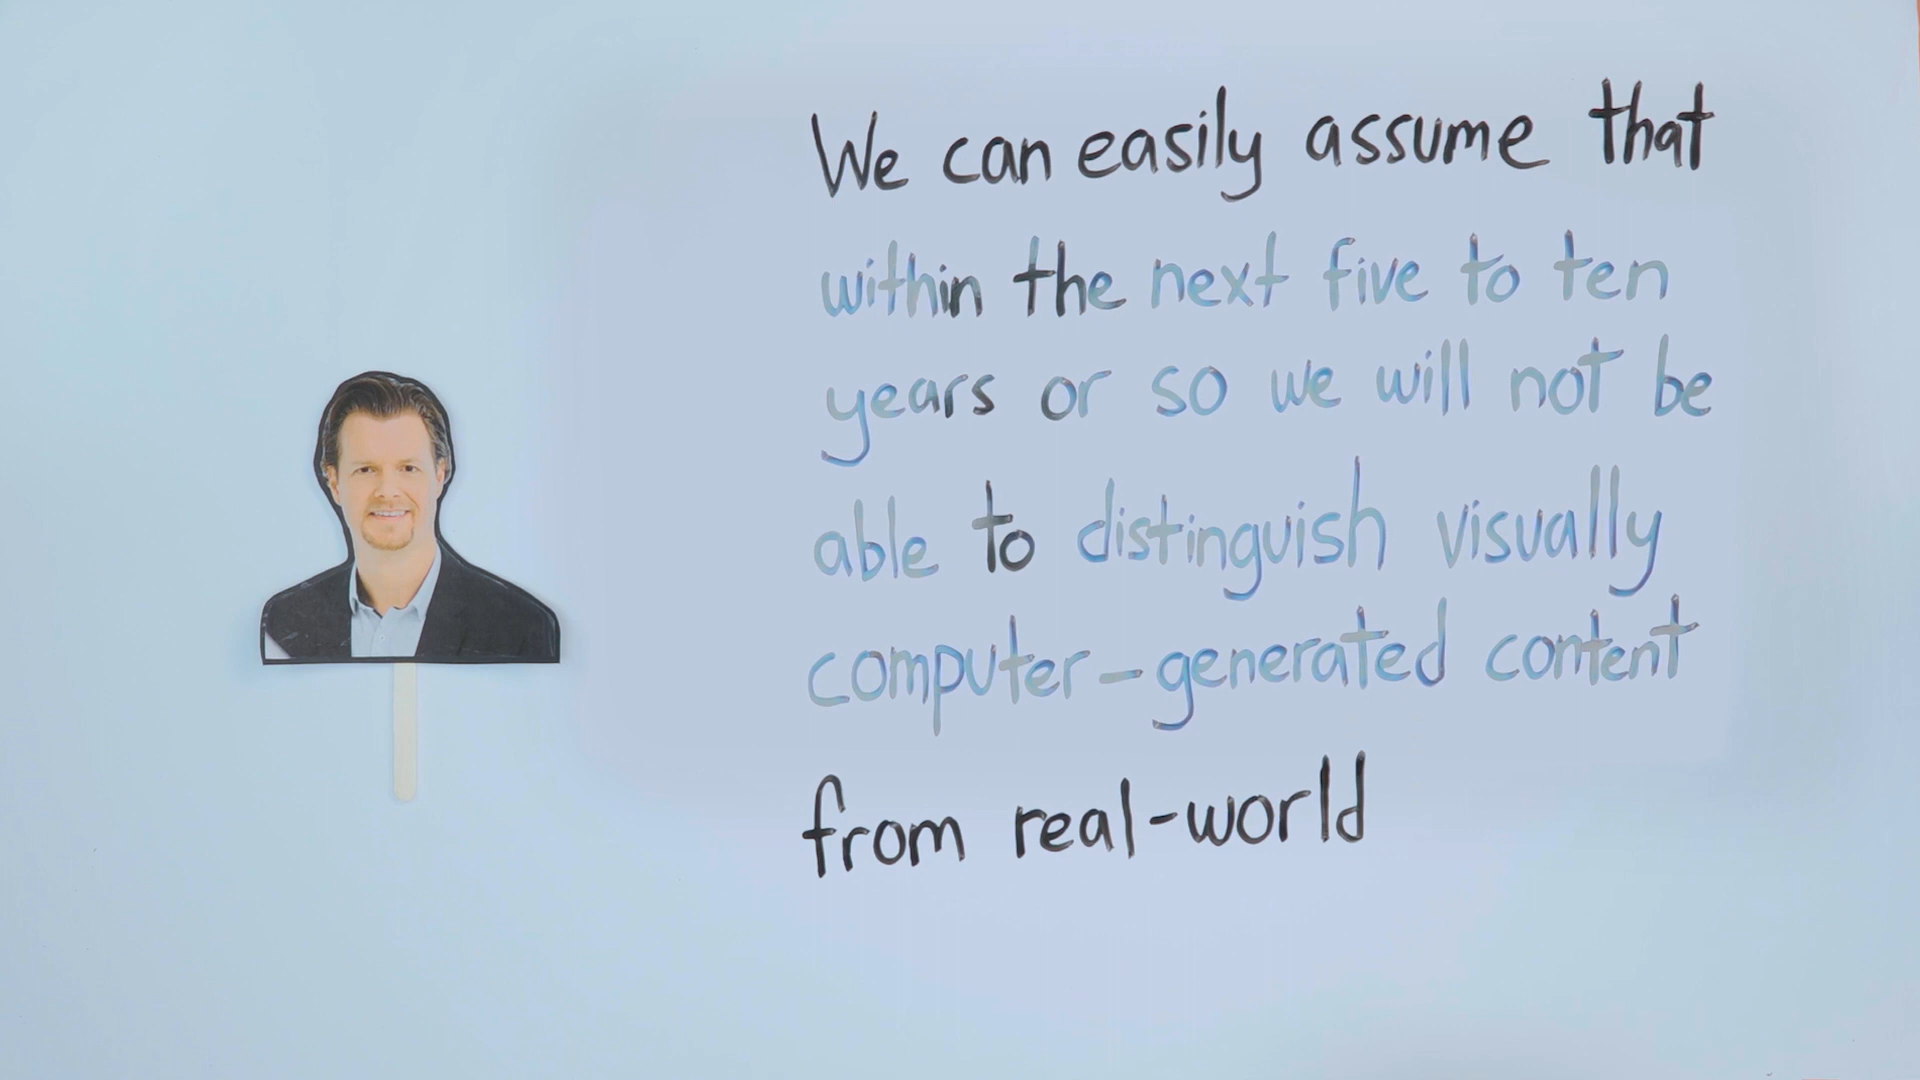 We can easily assume that
within the next five to ten
years or so we will not be
able to distinguish visually
computer-generated content
from real-world